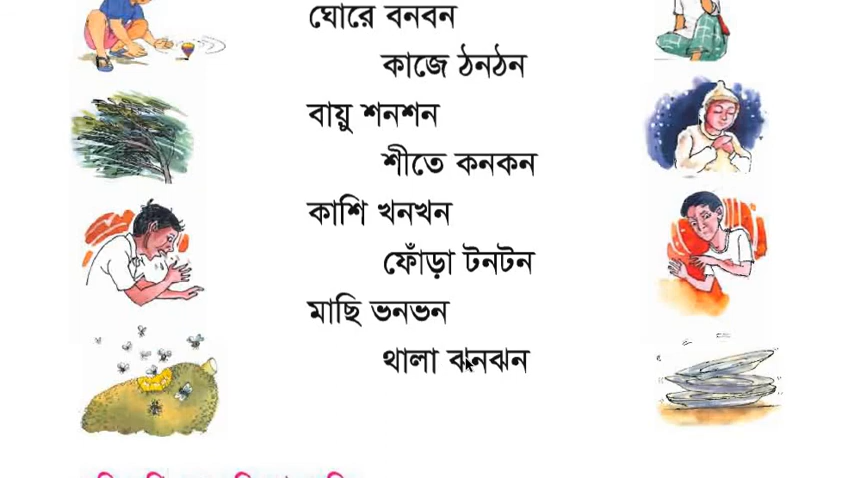 ঘোরে বনবন
কাজে ঠনঠন
বায়ু শনশন
শীতে কনকন
কাশি খনখন
ফোঁড়া টনটন
মাছি ভনভন
থালা ঝনঝন